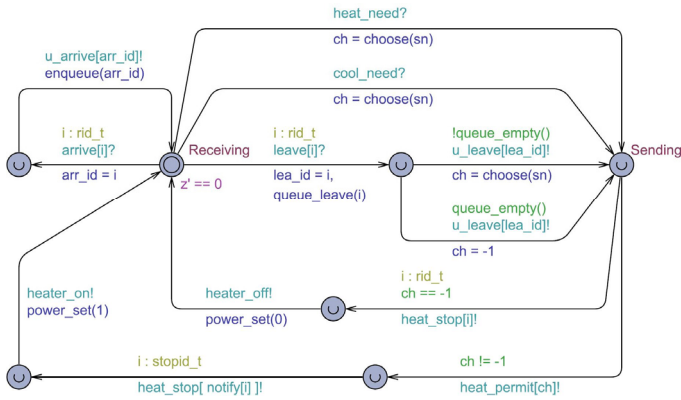 heat_need?
ch = choose(sn)
u_arrive[arr_id]!
enqueue(arr_id)
cool_need?
ch = choose(sn)
i : rid_t
arrive[i]?
arr_id = i
Receiving
z' == 0
i : rid_t
leave[i]?
lea_id = i,
queue_leave(i)
!queue_empty()
u_leave[lea_id]!
ch = choose(sn)
Sending
queue_empty()
u_leave[lea_id]!
ch = -1
i : rid_t
ch == -1
heat_stop[i]!
heater_off!
power_set(0)
heater_on!
power_set(1)
i : stopid_t
heat_stop[ notify[i] ]!
ch != -1
heat_permit[ch]!